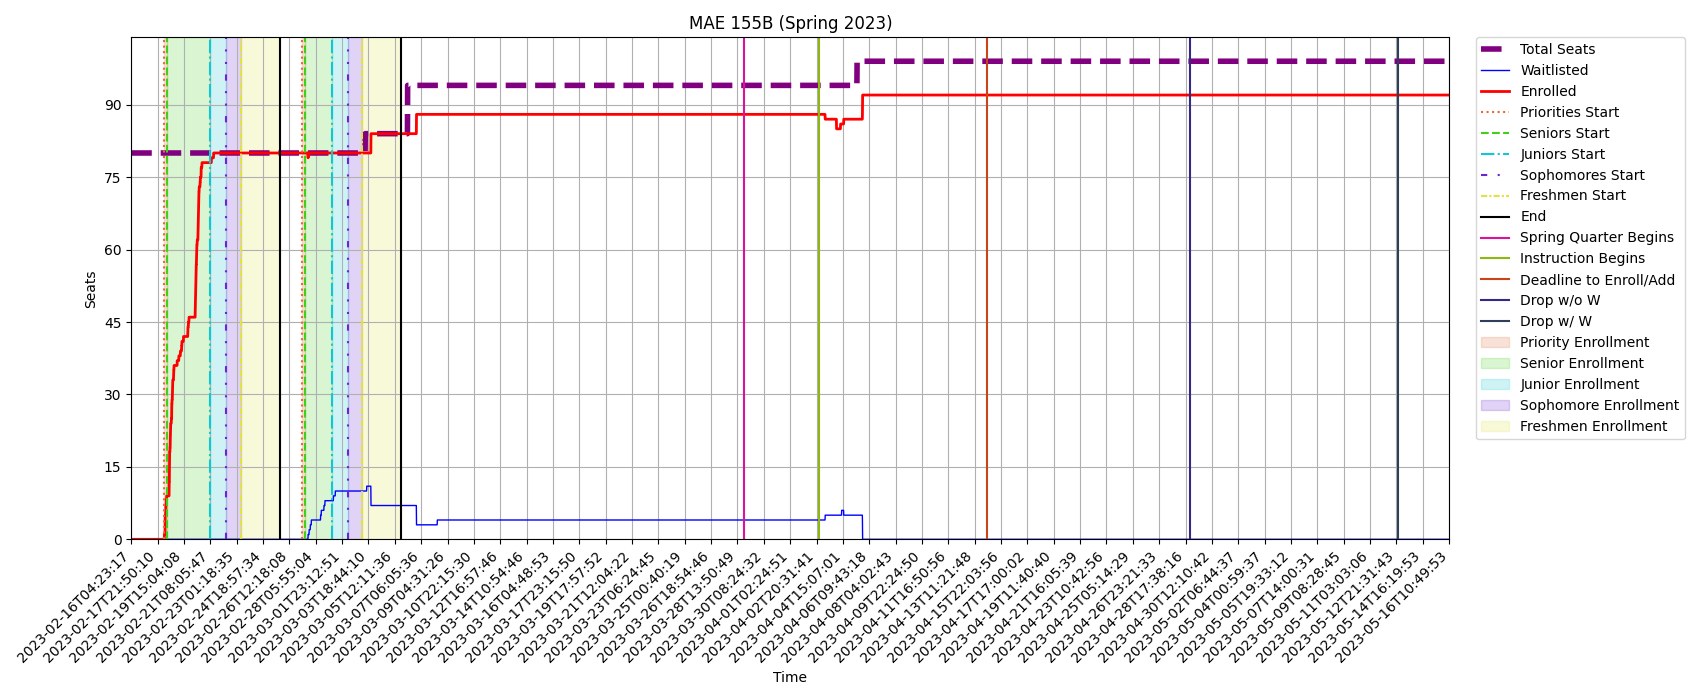 MAE 155B (Spring 2023)
Seats
90
75
60
45
30
15
0
2023-02-16T04:23:17
2023-02-17T21:50:10
2023-02-19T15:04:08
2023-02-21T08:05:47
2023-02-23T01:18:35
2023-02-24T18:57:34
2023-02-26T12:18:08
2023-02-28T05:55:04
2023-03-01T23:12:51
2023-03-03T18:44:10
2023-03-05T12:11:36
2023-03-07T06:05:36
2023-03-09T04:31:26
2023-03-10T22:15:30
2023-03-12T16:57:46
2023-03-14T10:54:46
2023-03-16T04:48:53
2023-03-17T23:15:50
2023-03-19T17:57:52
2023-03-21T12:04:22
2023-03-23T06:24:45
2023-03-25T00:40:19
2023-03-26T18:54:46
2023-03-28T13:50:49
2023-03-30T08:24:32
2023-04-01T02:24:51
2023-04-02T20:31:41
2023-04-04T15:07:01
2023-04-06T09:43:18
2023-04-08T04:02:43
2023-04-09T22:24:50
2023-04-11T16:50:56
2023-04-13T11:21:48
2023-04-15T22:03:56
2023-04-17T17:00:02
2023-04-19T11:40:40
2023-04-21T16:05:39
2023-04-23T10:42:56
2023-04-25T05:14:29
2023-04-26T23:21:33
2023-04-28T17:38:16
2023-04-30T12:10:42
2023-05-02T06:44:37
2023-05-04T00:59:37
2023-05-05T19:33:12
2023-05-07T14:00:31
2023-05-09T08:28:45
2023-05-11T03:03:06
2023-05-12T21:31:43
2023-05-14T16:19:53
2023-05-16T10:49:53
Time
Total Seats
Waitlisted
Enrolled
Priorities Start
Seniors Start
Juniors Start
Sophomores Start
Freshmen Start
End
Spring Quarter Begins
Instruction Begins
Deadline to Enroll/Add
Drop w/o W
Drop w/ W
Priority Enrollment
Senior Enrollment
Junior Enrollment
Sophomore Enrollment
Freshmen Enrollment